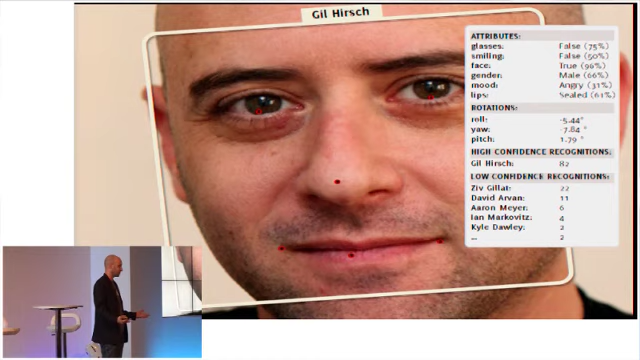 Gil Hirsch
ATTRIBUTES:
glasses: False (75%)
smiling: False (50%)
face: True (96%)
gender: Male (66%)
mood: Angry (31%)
lips: Sealed (61%)
ROTATIONS:
roll: -5.44°
yaw: -7.84 °
pitch: 1.79 °
HIGH CONFIDENCE RECOGNITIONS:
Gil Hirsch: 82
LOW CONFIDENCE RECOGNITIONS:
Ziv Gillat: 22
David Arvan: 11
Aaron Meyer: 6
Ian Markovitz: 4
Kyle Dawley: 2
... 2